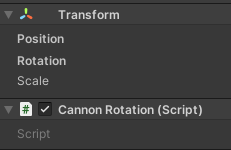 Transform
Position
Rotation
Scale
# Cannon Rotation (Script)
Script